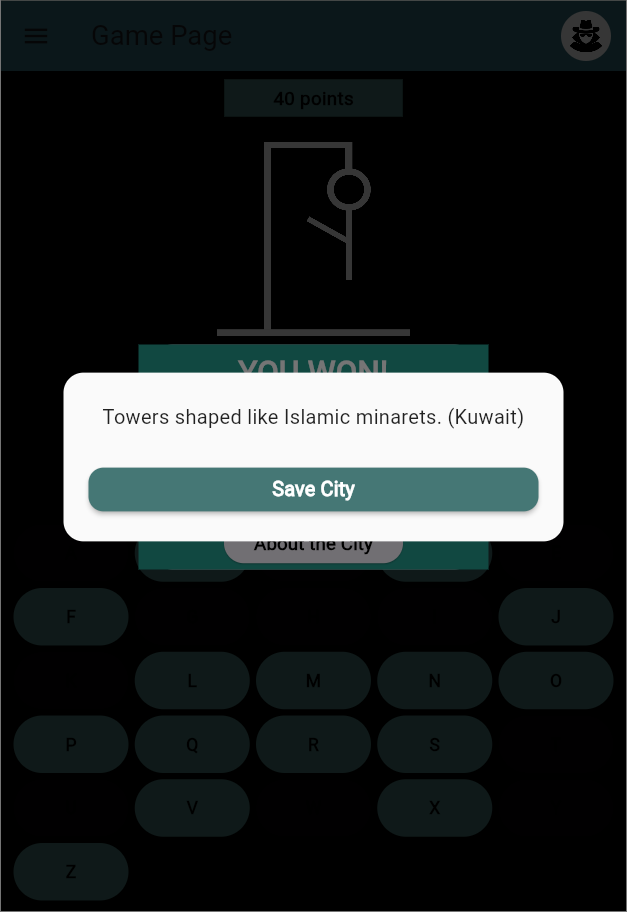 Game Page
40 points
YOU WON!
Towers shaped like Islamic minarets. (Kuwait)
Save City
About the City
F J
L M N O
P Q R S
V X
Z